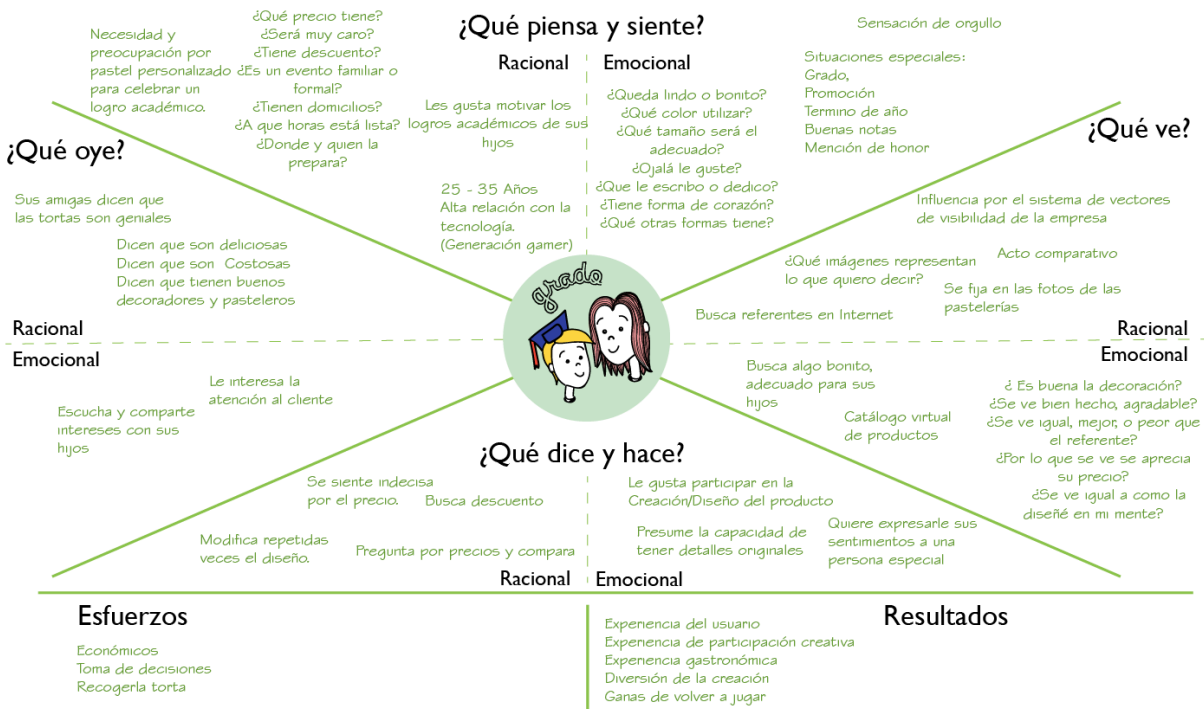 ¿Qué piensa y siente?
Racional
Emocional
Necesidad y
preocupación por
pastel personalizado
para celebrar un
logro académico.
¿Qué precio tiene?
¿Será muy caro?
¿Tiene descuento?
¿Es un evento familiar o
formal?
¿Tienen domicilios?
¿A que horas está lista?
¿Donde y quien la
prepara?
Les gusta motivar los
logros académicos de sus
hijos
25 - 35 Años
Alta relación con la
tecnología.
(Generación gamer)
¿Queda lindo o bonito?
¿Qué color utilizar?
¿Qué tamaño será el
adecuado?
¿Ojalá le guste?
¿Que le escribo o dedico?
¿Tiene forma de corazón?
¿Qué otras formas tiene?
Sensación de orgullo
Situaciones especiales:
Grado,
Promoción
Termino de año
Buenas notas
Mención de honor
¿Qué oye?
Sus amigas dicen que
las tortas son geniales
Dicen que son deliciosas
Dicen que son Costosas
Dicen que tienen buenos
decoradores y pasteleros
Racional
Emocional
Le interesa la
atención al cliente
Escucha y comparte
intereses con sus
hijos
grado
¿Qué ve?
Influencia por el sistema de vectores
de visibilidad de la empresa
Acto comparativo
¿Qué imágenes representan
lo que quiero decir?
Se fija en las fotos de las
pastelerías
Busca referentes en Internet
Racional
Emocional
Busca algo bonito,
adecuado para sus
hijos
Catálogo virtual
de productos
¿ Es buena la decoración?
¿Se ve bien hecho, agradable?
¿Se ve igual, mejor, o peor que
el referente?
¿Por lo que se ve se aprecia
su precio?
¿Se ve igual a como la
diseñé en mi mente?
¿Qué dice y hace?
Se siente indecisa
por el precio.
Busca descuento
Modifica repetidas
veces el diseño.
Pregunta por precios y compara
Le gusta participar en la
Creación/Diseño del producto
Presume la capacidad de
tener detalles originales
Quiere expresarle sus
sentimientos a una
persona especial
Racional
Emocional
Esfuerzos
Económicos
Toma de decisiones
Recogerla torta
Resultados
Experiencia del usuario
Experiencia de participación creativa
Experiencia gastronómica
Diversión de la creación
Ganas de volver a jugar